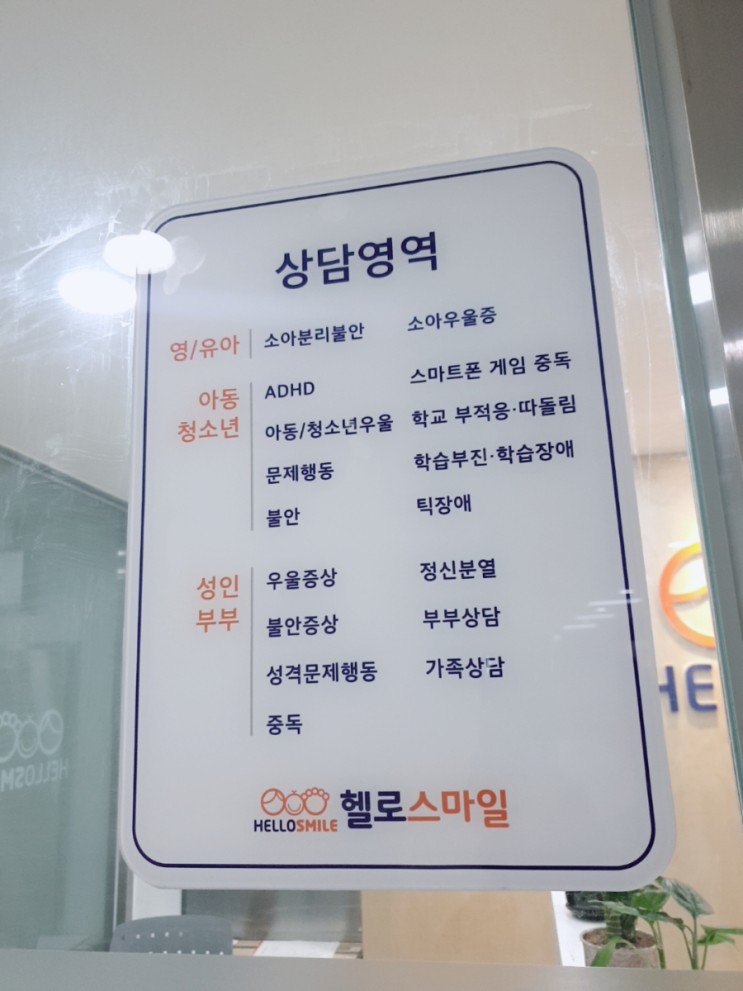 상담영역
영/유아 소아분리불안 소아우울증
아동
청소년
ADHD 스마트폰 게임 중독
아동/청소년우울 학교 부적응·따돌림
문제행동 학습부진·학습장애
불안 틱장애
성인
부부
우울증상 정신분열
불안증상 부부상담
성격문제행동 가족상담
중독
HELLOSMILE 헬로스마일
HE
HELLOSM